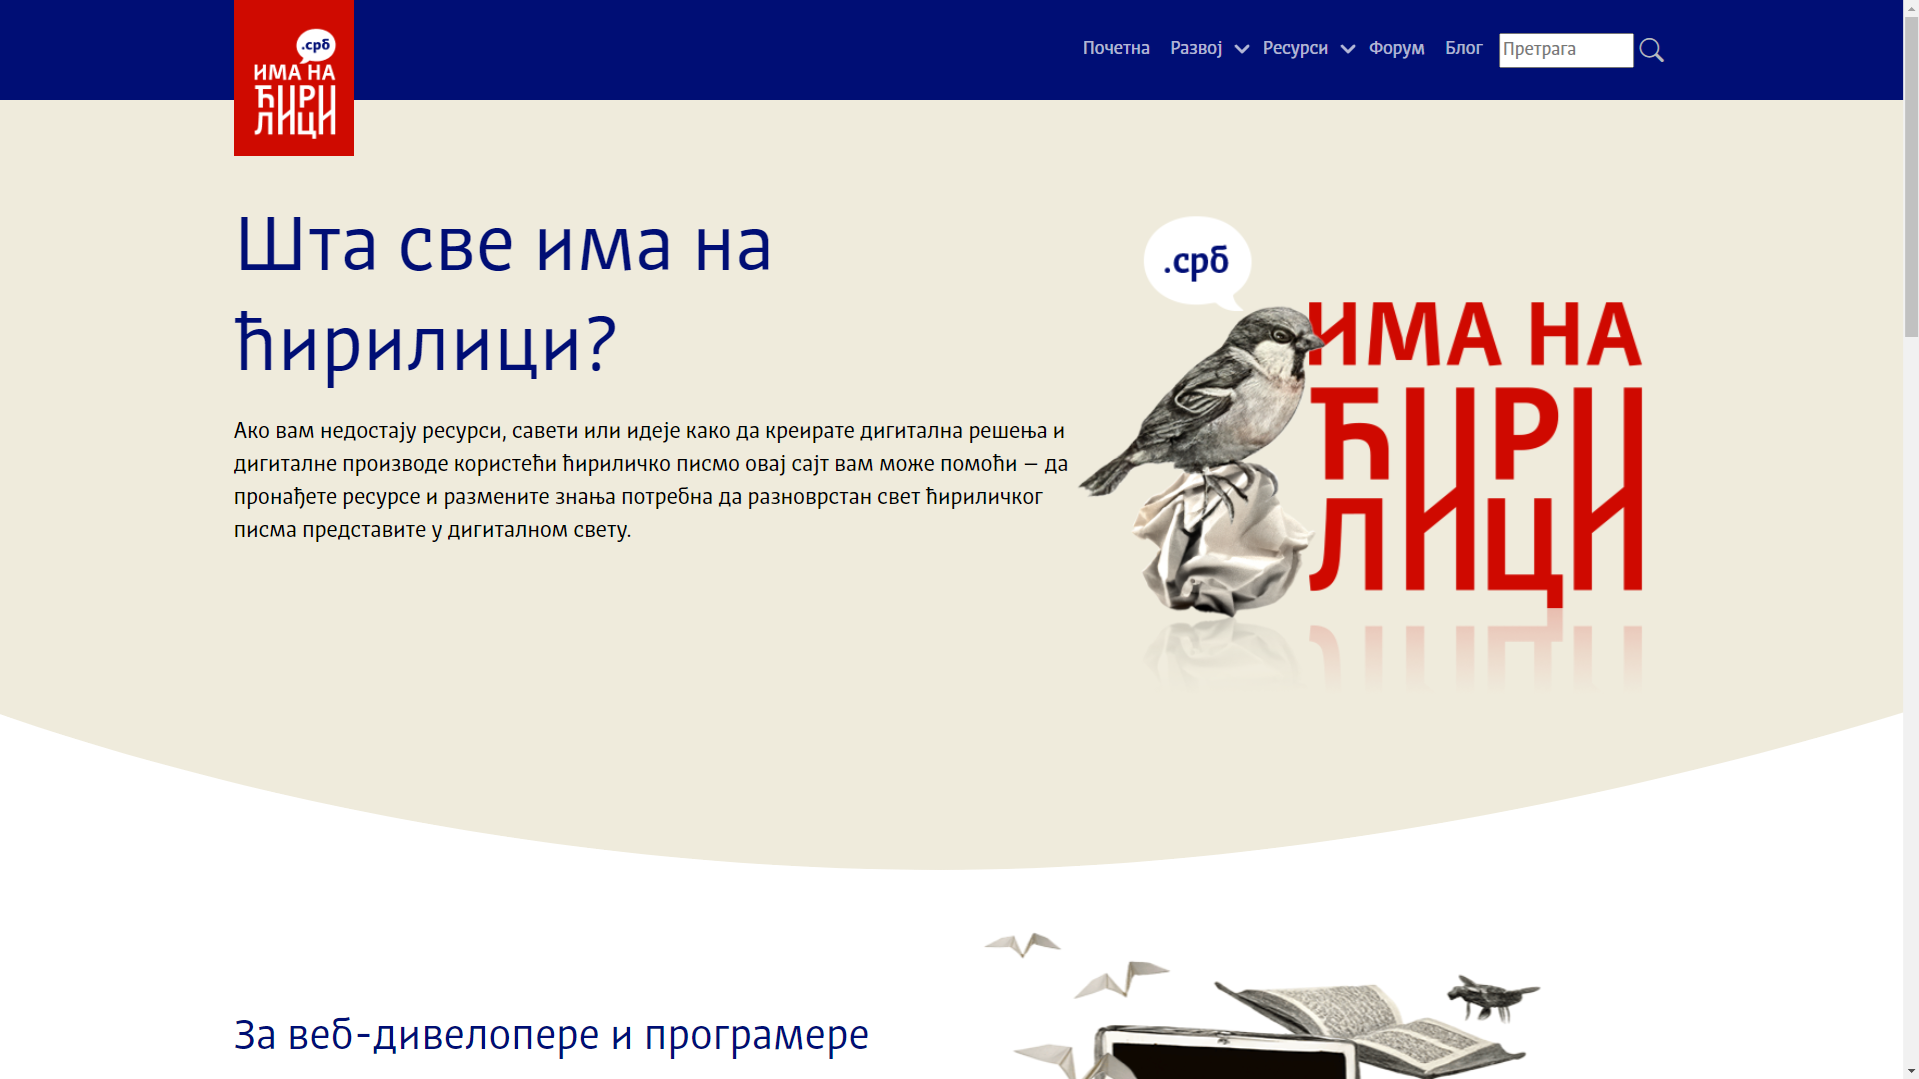 .срб
ИМА НА
ЋИРИ
ЛИЦИ
Почетна Развој Ресурси Форум Блог Претрага
Шта све има на
ћирилици?
Ако вам недостају ресурси, савети или идеје како да креирате дигитална решења и
дигиталне производе користећи ћириличко писмо овај сајт вам може помоћи – да
пронађете ресурсе и размените знања потребна да разноврстан свет ћириличког
писма представите у дигиталном свету.
.срб
ИМА НА
ЋИРИ
ЛИЦИ
За веб-дивелопере и програмере